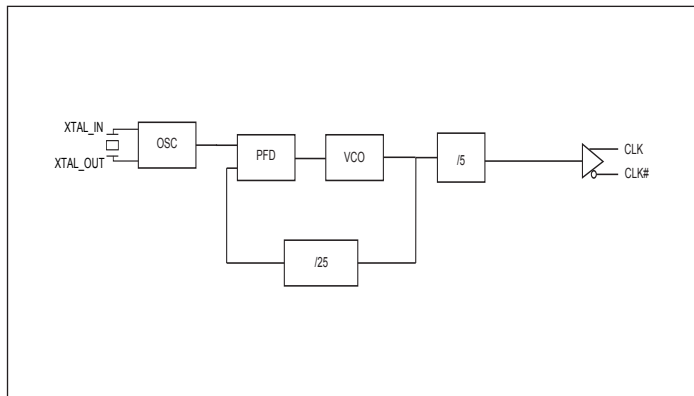 XTAL_IN
XTAL_OUT
OSC
PFD
VCO
/5
CLK
CLK#
/25